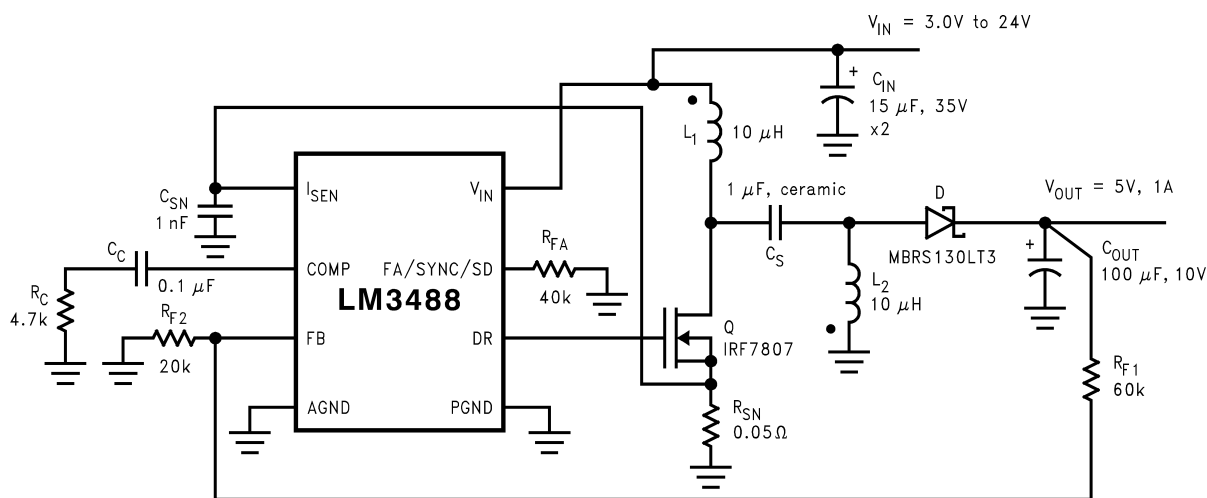 V_IN = 3.0V to 24V
+
C_IN
15 μF, 35V
x2
L_1
10 μH
I_SEN
V_IN
C_SN
1 nF
1 μF, ceramic
C_S
D
MBRS130LT3
V_OUT = 5V, 1A
+
C_OUT
100 μF, 10V
C_C
0.1 μF
COMP
FA/SYNC/SD
R_FA
40k
LM3488
R_C
4.7k
R_F2
20k
FB
DR
Q
IRF7807
L_2
10 μH
R_F1
60k
AGND
PGND
R_SN
0.05Ω